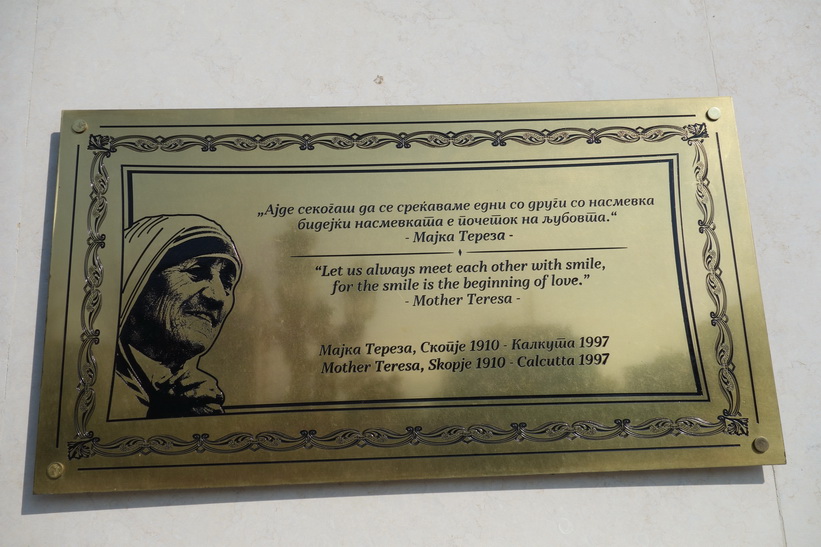 „Ајде секогаш да се среќаваме едни со други со насмевка
бидејќи насмевката е почеток на љубовта.“
- Мајка Тереза -
“Let us always meet each other with smile,
for the smile is the beginning of love.”
- Mother Teresa -
Мајка Тереза, Скопје 1910 - Калкута 1997
Mother Teresa, Skopje 1910 - Calcutta 1997